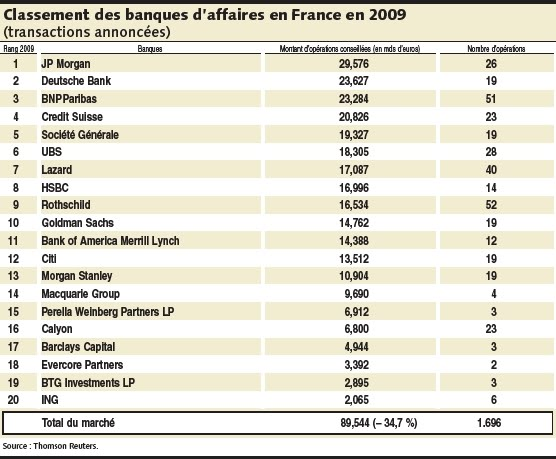 Classement des banques d'affaires en France en 2009
(transactions annoncées)
Rang 2009 Banques Montant d'opérations conseillées (en mds d'euros) Nombre d'opérations
1 JP Morgan 29,576 26
2 Deutsche Bank 23,627 19
3 BNPParibas 23,284 51
4 Credit Suisse 20,826 23
5 Société Générale 19,327 19
6 UBS 18,305 28
7 Lazard 17,087 40
8 HSBC 16,996 14
9 Rothschild 16,534 52
10 Goldman Sachs 14,762 19
11 Bank of America Merrill Lynch 14,388 12
12 Citi 13,512 19
13 Morgan Stanley 10,904 19
14 Macquarie Group 9,690 4
15 Perella Weinberg Partners LP 6,912 3
16 Calyon 6,800 23
17 Barclays Capital 4,944 3
18 Evercore Partners 3,392 2
19 BTG Investments LP 2,895 3
20 ING 2,065 6
Total du marché 89,544 (– 34,7 %) 1.696
Source : Thomson Reuters.